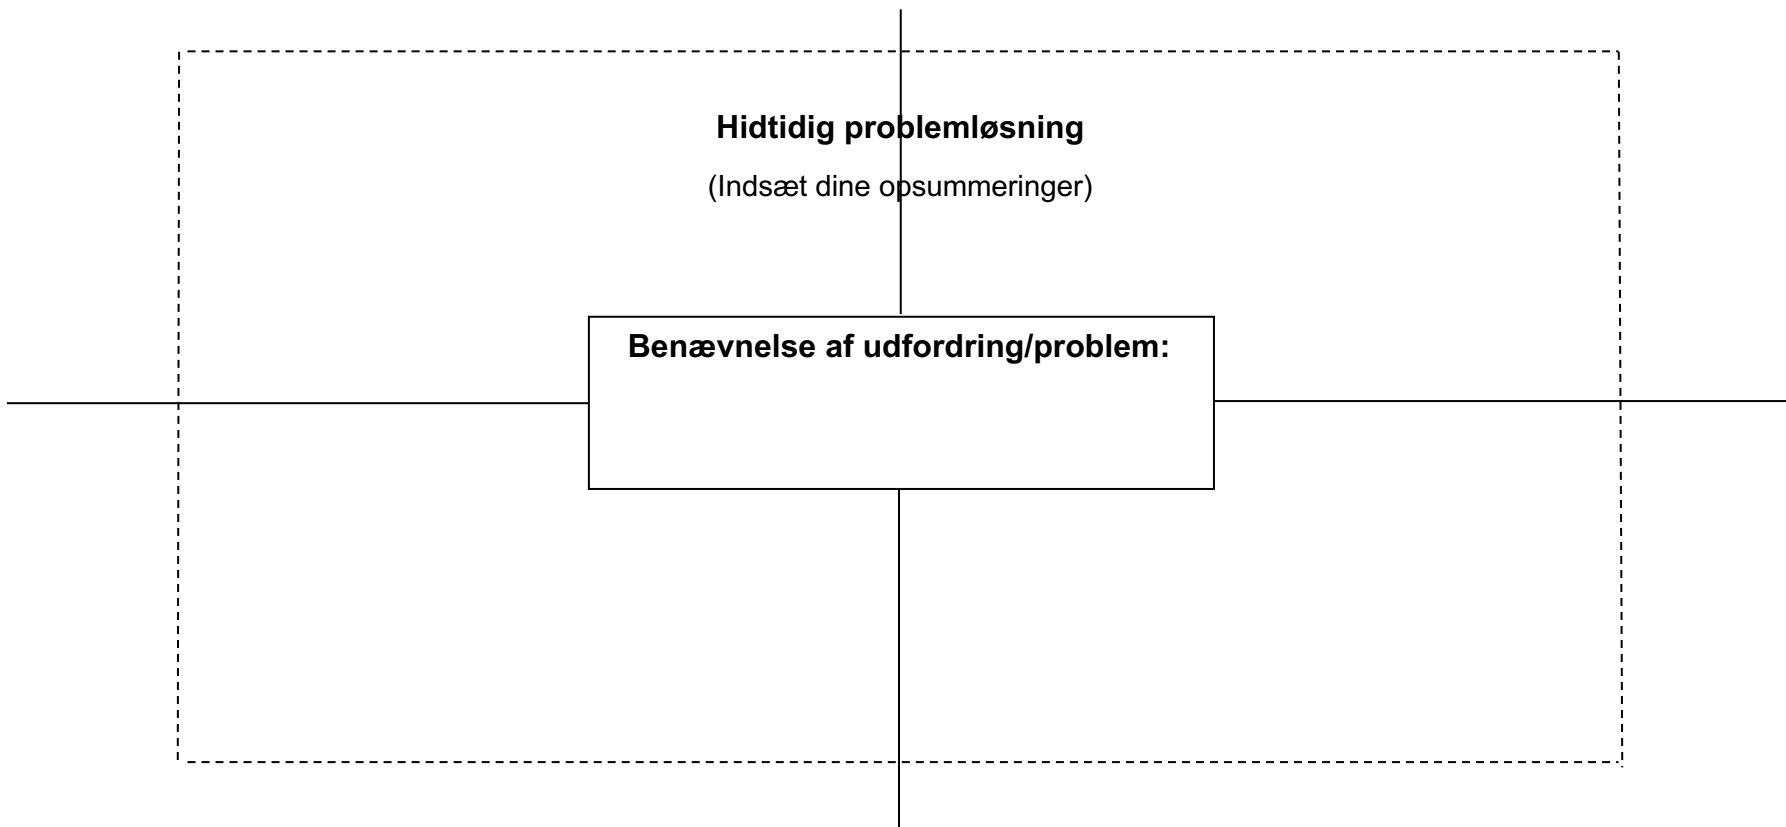 Hidtidig problemløsning
(Indsæt dine opsummeringer)
Benævnelse af udfordring/problem: